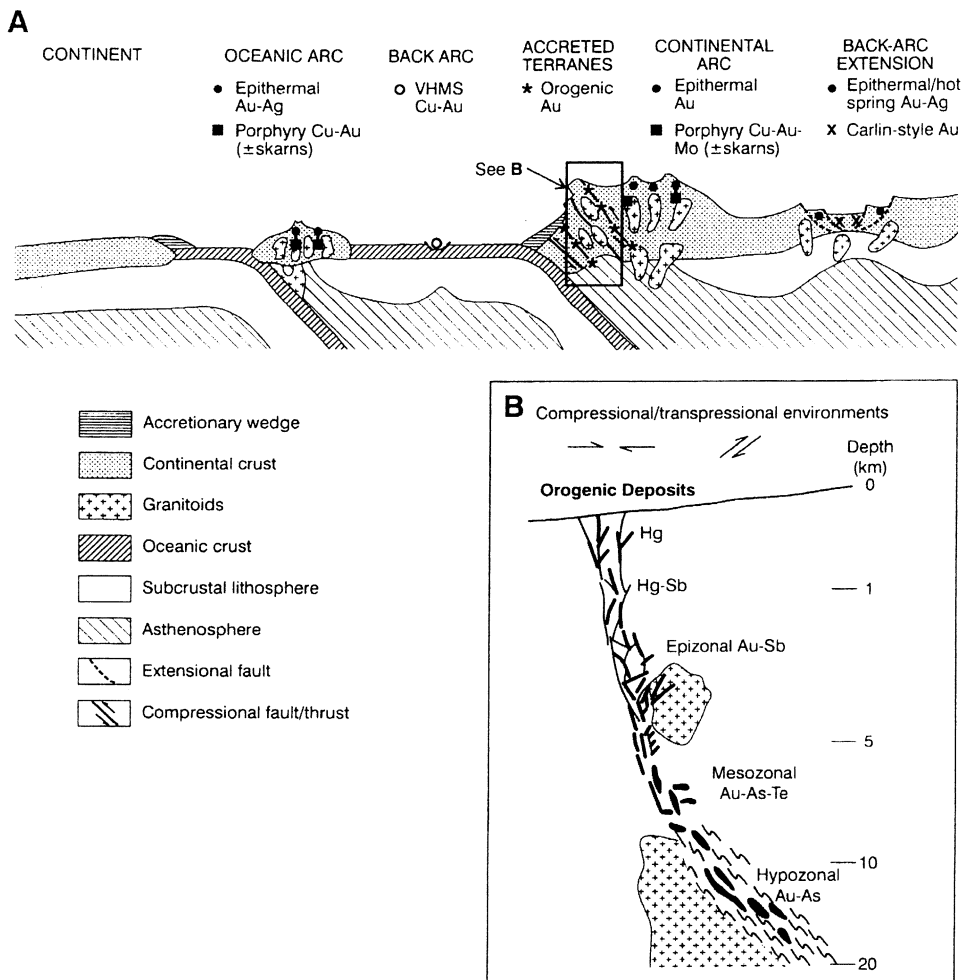 A
CONTINENT
OCEANIC ARC
Epithermal
Au-Ag
Porphyry Cu-Au
(±skarns)
BACK ARC
VHMS
Cu-Au
ACCRETED
TERRANES
Orogenic
Au
CONTINENTAL
ARC
Epithermal
Au
Porphyry Cu-Au-
Mo (±skarns)
BACK-ARC
EXTENSION
Epithermal/hot
spring Au-Ag
Carlin-style Au
See B
Accretionary wedge
Continental crust
Granitoids
Oceanic crust
Subcrustal lithosphere
Asthenosphere
Extensional fault
Compressional fault/thrust
B
Compressional/transpressional environments
Depth
(km)
Orogenic Deposits
0
Hg
Hg-Sb
1
Epizonal Au-Sb
5
Mesozonal
Au-As-Te
10
Hypozonal
Au-As
20